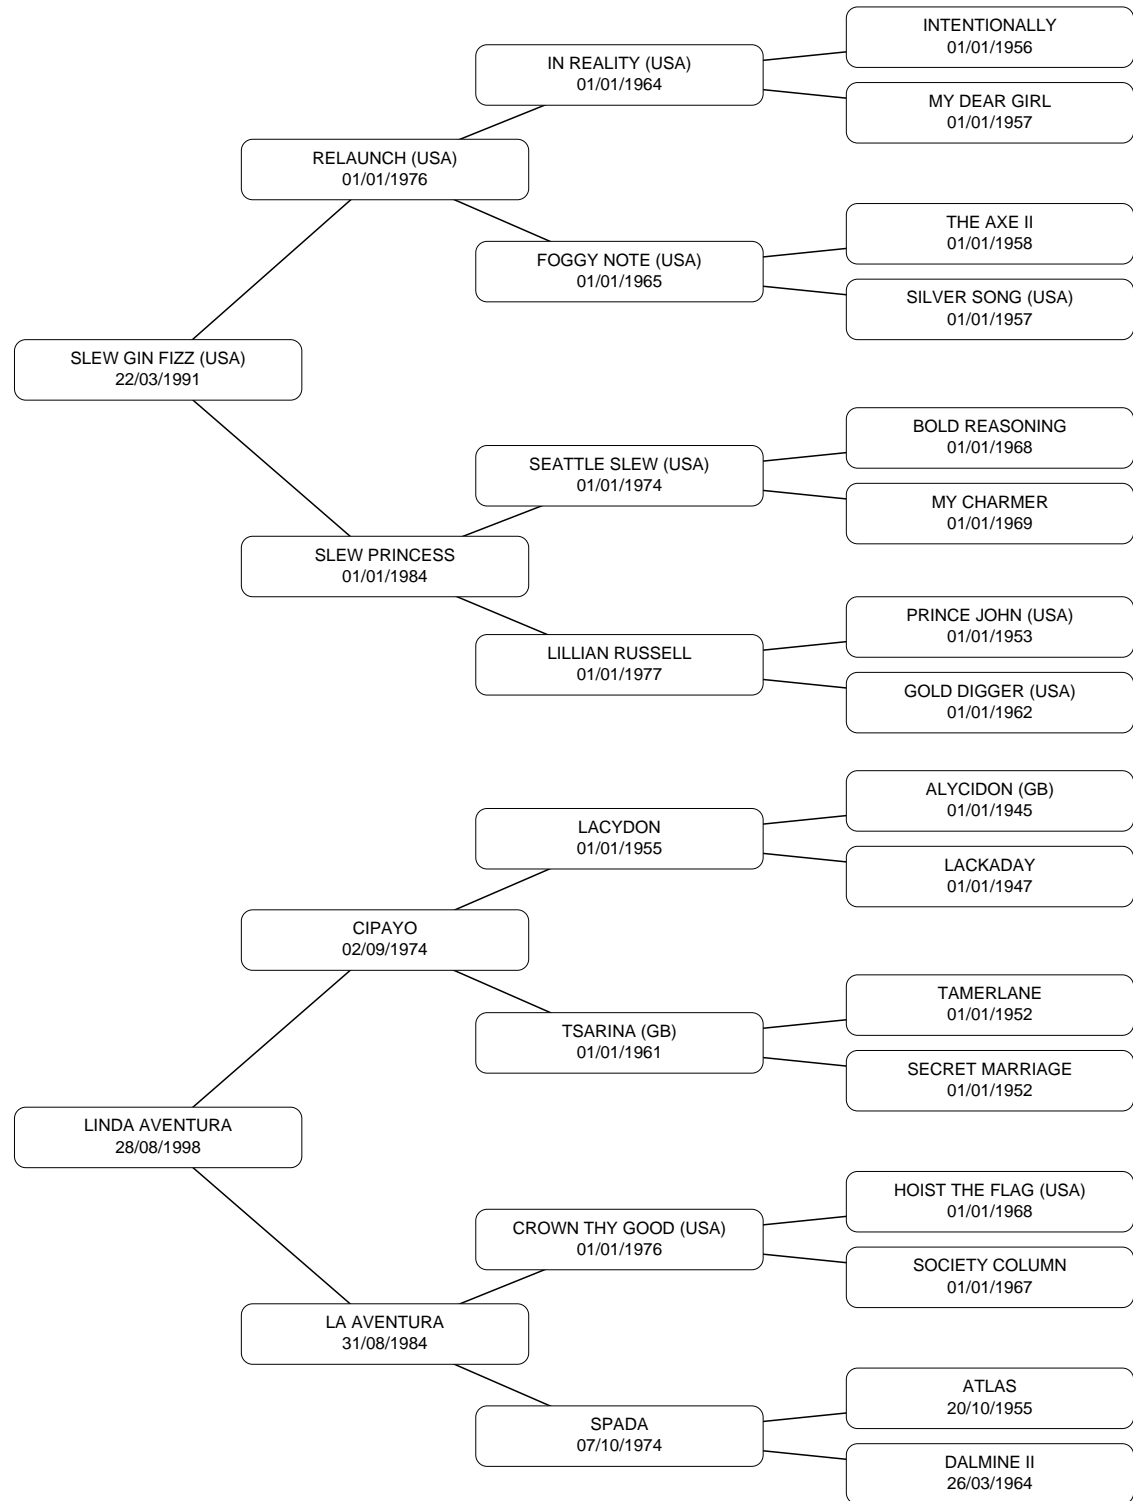 INTENTIONALLY
01/01/1956
IN REALITY (USA)
01/01/1964
MY DEAR GIRL
01/01/1957
RELAUNCH (USA)
01/01/1976
THE AXE II
01/01/1958
FOGGY NOTE (USA)
01/01/1965
SILVER SONG (USA)
01/01/1957
SLEW GIN FIZZ (USA)
22/03/1991
BOLD REASONING
01/01/1968
SEATTLE SLEW (USA)
01/01/1974
MY CHARMER
01/01/1969
SLEW PRINCESS
01/01/1984
PRINCE JOHN (USA)
01/01/1953
LILLIAN RUSSELL
01/01/1977
GOLD DIGGER (USA)
01/01/1962
ALYCIDON (GB)
01/01/1945
LACYDON
01/01/1955
LACKADAY
01/01/1947
CIPAYO
02/09/1974
TAMERLANE
01/01/1952
TSARINA (GB)
01/01/1961
SECRET MARRIAGE
01/01/1952
LINDA AVENTURA
28/08/1998
HOIST THE FLAG (USA)
01/01/1968
CROWN THY GOOD (USA)
01/01/1976
SOCIETY COLUMN
01/01/1967
LA AVENTURA
31/08/1984
ATLAS
20/10/1955
SPADA
07/10/1974
DALMINE II
26/03/1964